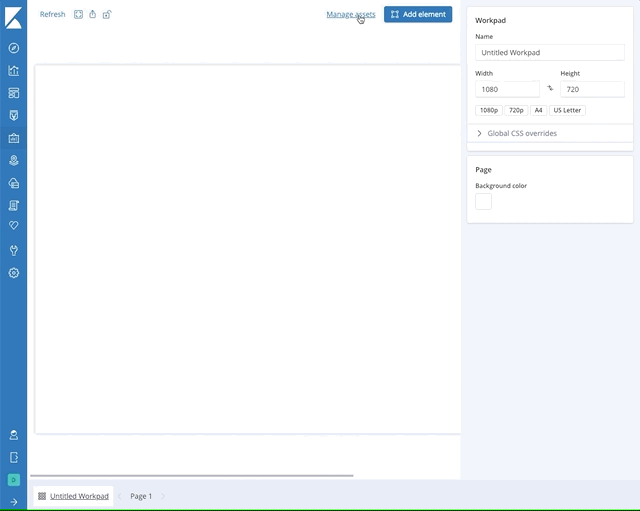 Refresh
Manage assets
Add element
Workpad
Name
Untitled Workpad
Width
Height
1080
720
1080p
720p
A4
US Letter
Global CSS overrides
Page
Background color
D
Untitled Workpad
Page 1